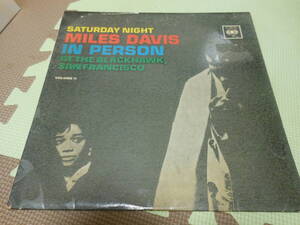 SATURDAY NIGHT
MILES DAVIS
IN PERSON
AT THE BLACKHAWK,
SAN FRANCISCO
VOLUME II
CBS